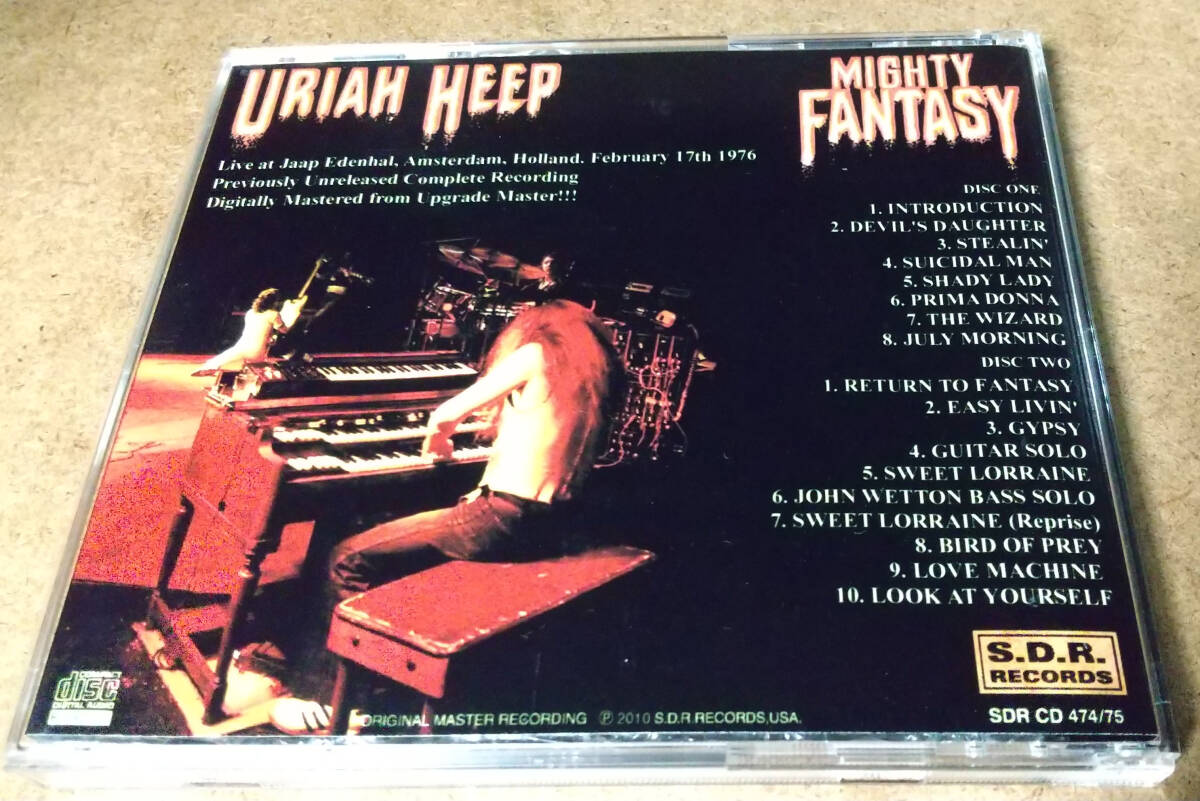 URIAH HEEP
MIGHTY
FANTASY
Live at Jaap Edenhal, Amsterdam, Holland. February 17th 1976
Previously Unreleased Complete Recording
Digitally Mastered from Upgrade Master!!!
DISC ONE
1. INTRODUCTION
2. DEVIL'S DAUGHTER
3. STEALIN'
4. SUICIDAL MAN
5. SHADY LADY
6. PRIMA DONNA
7. THE WIZARD
8. JULY MORNING
DISC TWO
1. RETURN TO FANTASY
2. EASY LIVIN'
3. GYPSY
4. GUITAR SOLO
5. SWEET LORRAINE
6. JOHN WETTON BASS SOLO
7. SWEET LORRAINE (Reprise)
8. BIRD OF PREY
9. LOVE MACHINE
10. LOOK AT YOURSELF
S.D.R.
RECORDS
COMPACT
disc
DIGITAL AUDIO
ORIGINAL MASTER RECORDING ℗ 2010 S.D.R.RECORDS,USA.
SDR CD 474/75